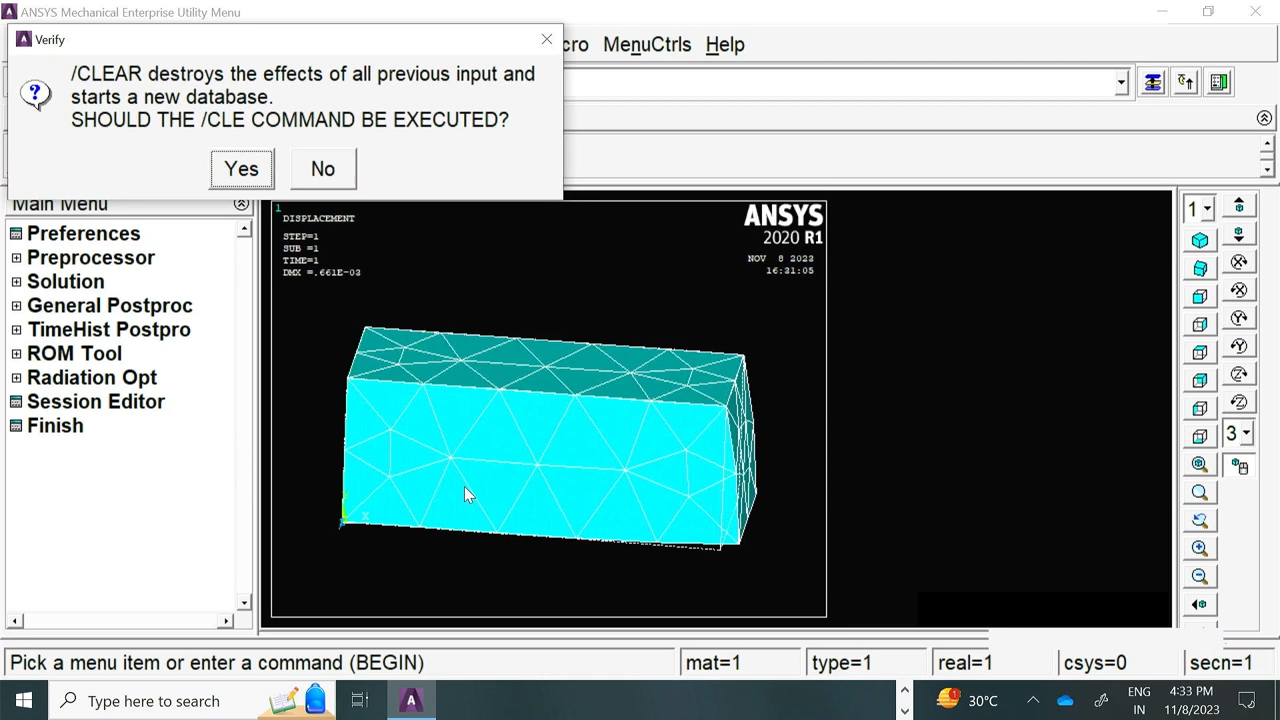 ANSYS Mechanical Enterprise Utility Menu
Verify
/CLEAR destroys the effects of all previous input and
starts a new database.
SHOULD THE /CLE COMMAND BE EXECUTED?
Yes No
cro MenuCtrls Help
Main Menu
Preferences
Preprocessor
Solution
General Postproc
TimeHist Postpro
ROM Tool
Radiation Opt
Session Editor
Finish
1
DISPLACEMENT
STEP=1
SUB =1
TIME=1
DMX =.661E-03
ANSYS
2020 R1
NOV 8 2023
16:31:05
X
1
3
Pick a menu item or enter a command (BEGIN) mat=1 type=1 real=1 csys=0 secn=1
Type here to search
1
30°C
ENG
IN
4:33 PM
11/8/2023